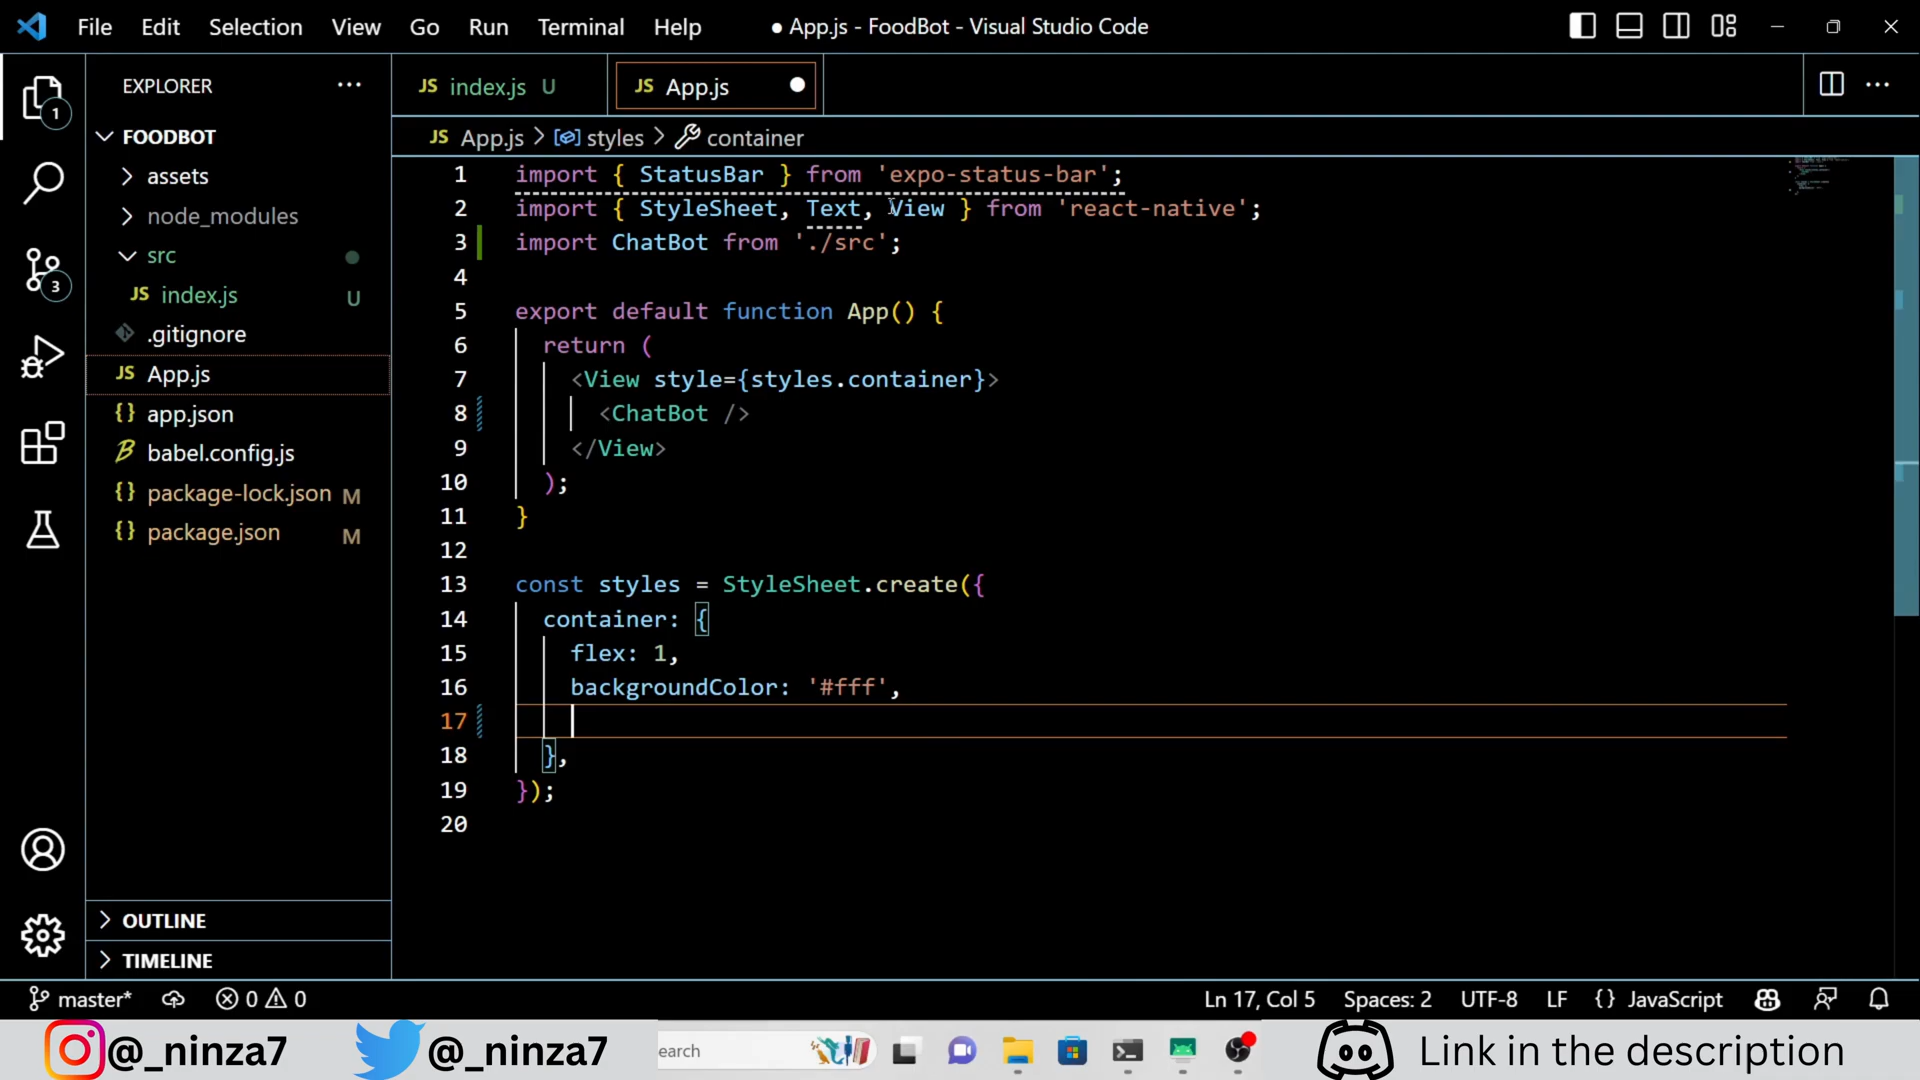 File Edit Selection View Go Run Terminal Help ● App.js - FoodBot - Visual Studio Code
EXPLORER ···
JS index.js U
JS App.js
FOODBOT
assets
node_modules
src
JS index.js U
.gitignore
JS App.js
{} app.json
babel.config.js
{} package-lock.json M
{} package.json M
OUTLINE
TIMELINE
1
3
JS App.js > styles > container
1 import { StatusBar } from 'expo-status-bar';
2 import { StyleSheet, Text, View } from 'react-native';
3 import ChatBot from './src';
4
5 export default function App() {
6 return (
7 <View style={styles.container}>
8 <ChatBot />
9 </View>
10 );
11 }
12
13 const styles = StyleSheet.create({
14 container: {
15 flex: 1,
16 backgroundColor: '#fff',
17
18 },
19 });
20
master* 0 0 Ln 17, Col 5 Spaces: 2 UTF-8 LF {} JavaScript
@_ninza7 @_ninza7 earch Link in the description